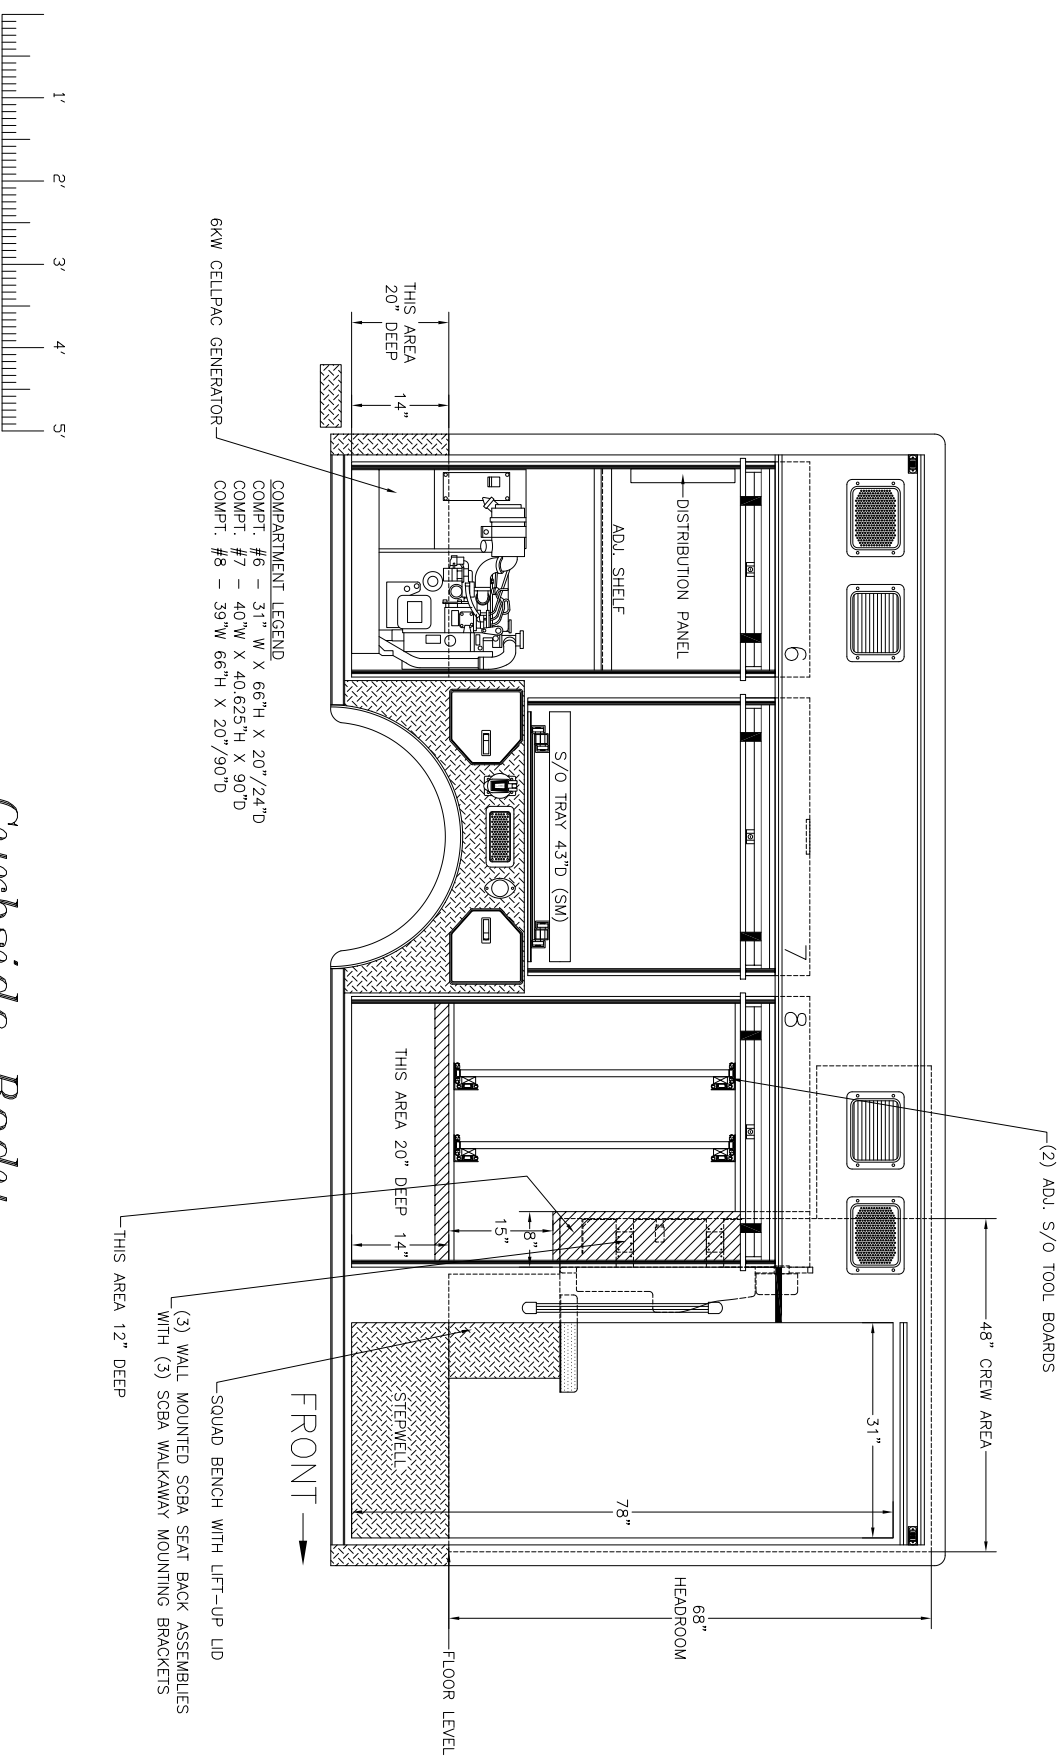 (2) ADJ. S/O TOOL BOARDS
48" CREW AREA
31"
78"
68"
HEADROOM
FLOOR LEVEL
6
7
8
DISTRIBUTION PANEL
ADJ. SHELF
S/O TRAY 43"D (SM)
8"
15"
THIS AREA
20" DEEP
14"
THIS AREA 20" DEEP
14"
STEPWELL
FRONT
6KW CELLPAC GENERATOR
COMPARTMENT LEGEND
COMPT. #6 - 31" W X 66"H X 20"/24"D
COMPT. #7 - 40"W X 40.625"H X 90"D
COMPT. #8 - 39"W 66"H X 20"/90"D
SQUAD BENCH WITH LIFT-UP LID
(3) WALL MOUNTED SCBA SEAT BACK ASSEMBLIES
WITH (3) SCBA WALKAWAY MOUNTING BRACKETS
THIS AREA 12" DEEP
1' 2' 3' 4' 5'
Curbside Body